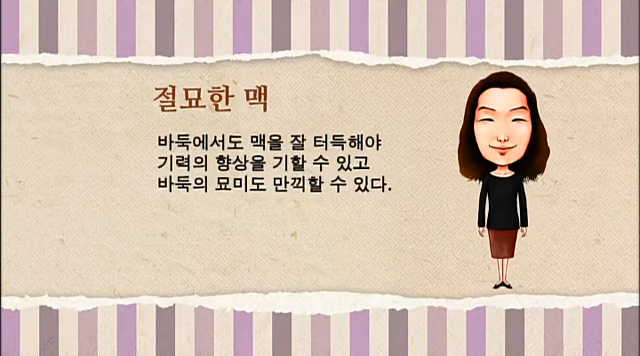 절묘한 맥
바둑에서도 맥을 잘 터득해야
기력의 향상을 기할 수 있고
바둑의 묘미도 만끽할 수 있다.